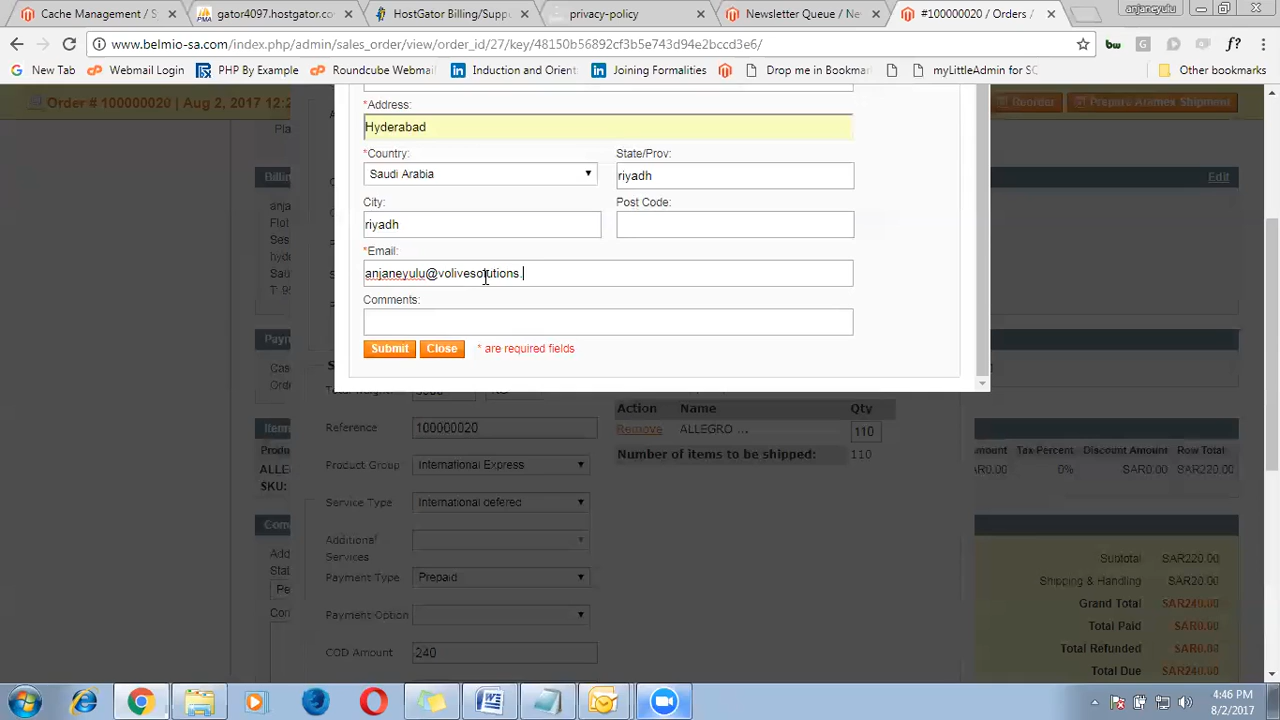 Cache Management /
gator4097.hostgator.co
HostGator Billing/Suppo
privacy-policy
Newsletter Queue / Ne
#100000020 / Orders /
anjaneyulu
www.belmio-sa.com/index.php/admin/sales_order/view/order_id/27/key/48150b56892cf3b5e743d94e2bccd3e6/
New Tab
Webmail Login
PHP By Example
Roundcube Webmail
Induction and Orient
Joining Formalities
Drop me in Bookmar
myLittleAdmin for SC
Other bookmarks
Order # 100000020 | Aug 2, 2017 12:2
Reorder
Prepare Aramex Shipment
*Address:
Hyderabad
*Country:
State/Prov:
Saudi Arabia
riyadh
Edit
City:
Post Code:
riyadh
*Email:
anjaneyulu@volivesolutions.
Comments:
Submit
Close
* are required fields
Action
Name
Qty
Remove
ALLEGRO ...
110
Reference
100000020
Number of items to be shipped:
110
Tax Percent
Discount Amount
Row Total
0%
SAR0.00
SAR220.00
Product Group
International Express
SKU:
Service Type
International defered
Additional
Services
Subtotal
SAR220.00
Payment Type
Prepaid
Shipping & Handling
SAR20.00
Grand Total
SAR240.00
Payment Option
Total Paid
SAR0.00
COD Amount
240
Total Refunded
SAR0.00
Total Due
SAR240.00
4:46 PM
8/2/2017